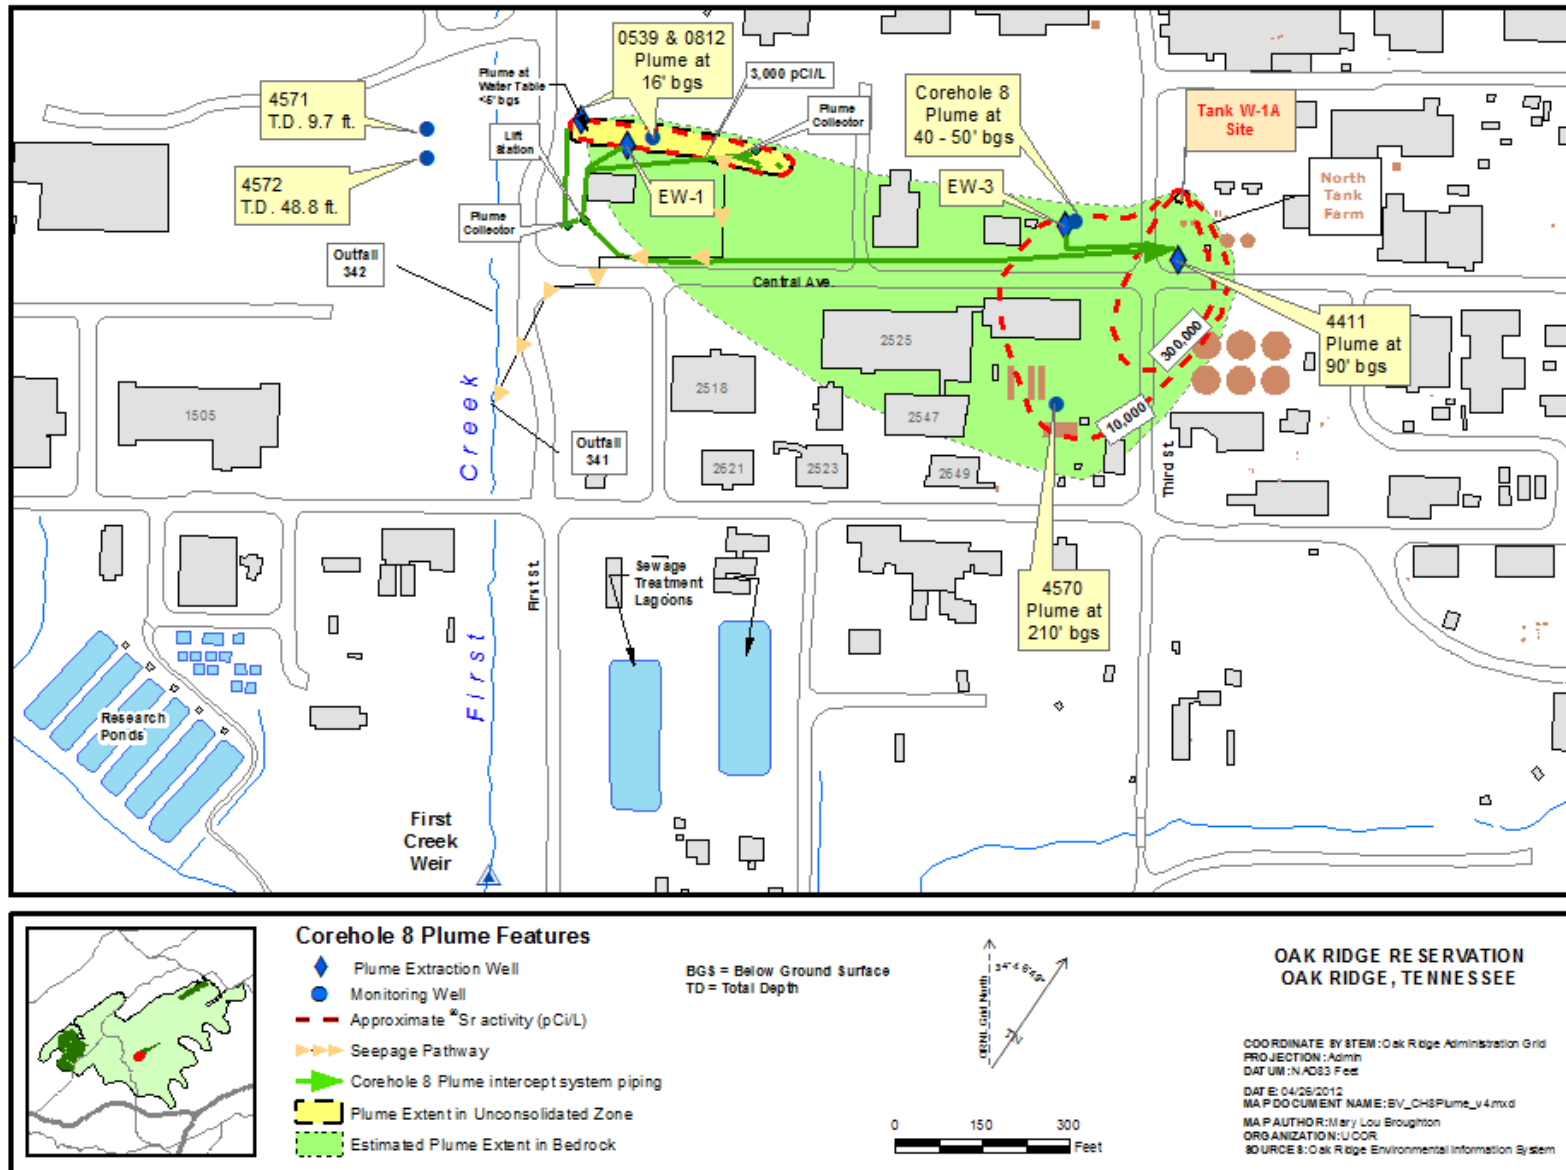 0539 & 0812
Plume at
16' bgs
Plume at
Water Table
<5' bgs
3,000 pCi/L
Plume
Collector
4571
T.D. 9.7 ft.
4572
T.D. 48.8 ft.
Lift
Station
EW-1
Plume
Collector
Corehole 8
Plume at
40 - 50' bgs
EW-3
Tank W-1A
Site
North
Tank
Farm
Outfall
342
Central Ave.
4411
Plume at
90' bgs
300,000
10,000
2525
2518
2547
1505
2621
2523
2649
Outfall
341
Third St.
First St.
First Creek
Sewage
Treatment
Lagoons
4570
Plume at
210' bgs
Research
Ponds
First
Creek
Weir
Corehole 8 Plume Features
Plume Extraction Well
Monitoring Well
Approximate 90Sr activity (pCi/L)
Seepage Pathway
Corehole 8 Plume intercept system piping
Plume Extent in Unconsolidated Zone
Estimated Plume Extent in Bedrock
BGS = Below Ground Surface
TD = Total Depth
ORNL Grid North
N
0 150 300
Feet
OAK RIDGE RESERVATION
OAK RIDGE, TENNESSEE
COORDINATE SYSTEM: Oak Ridge Administration Grid
PROJECTION: Admin
DATUM: NAD83 Feet
DATE: 04/26/2012
MAP DOCUMENT NAME: BV_CH8Plume_v4.mxd
MAP AUTHOR: Mary Lou Broughton
ORGANIZATION: UCOR
SOURCES: Oak Ridge Environmental Information System